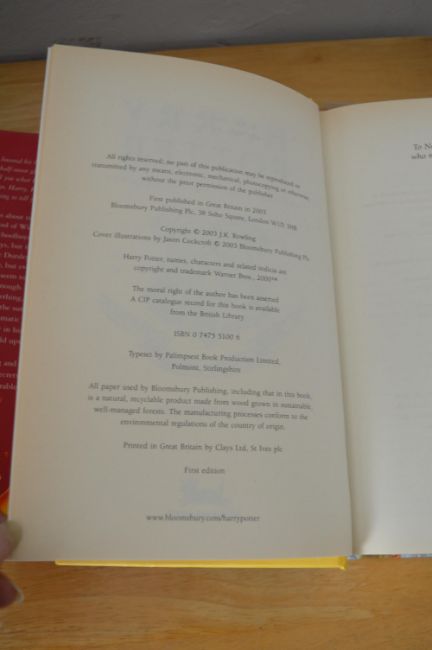 All rights reserved; no part of this publication may be reproduced or
transmitted by any means, electronic, mechanical, photocopying or otherwise,
without the prior permission of the publisher
First published in Great Britain in 2003
Bloomsbury Publishing Plc, 38 Soho Square, London W1D 3HB
Copyright © 2003 J.K. Rowling
Cover illustrations by Jason Cockcroft © 2003 Bloomsbury Publishing Plc
Harry Potter, names, characters and related indicia are
copyright and trademark Warner Bros., 2000™
The moral right of the author has been asserted
A CIP catalogue record for this book is available
from the British Library
ISBN 0 7475 5100 6
Typeset by Palimpsest Book Production Limited,
Polmont, Stirlingshire
All paper used by Bloomsbury Publishing, including that in this book,
is a natural, recyclable product made from wood grown in sustainable,
well-managed forests. The manufacturing processes conform to the
environmental regulations of the country of origin.
Printed in Great Britain by Clays Ltd, St Ives plc
First edition
www.bloomsbury.com/harrypotter
To
who